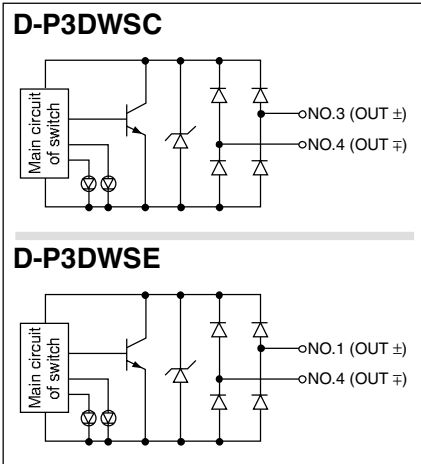 D-P3DWSC
Main circuit
of switch
NO.3 (OUT ±)
NO.4 (OUT ∓)
D-P3DWSE
Main circuit
of switch
NO.1 (OUT ±)
NO.4 (OUT ∓)